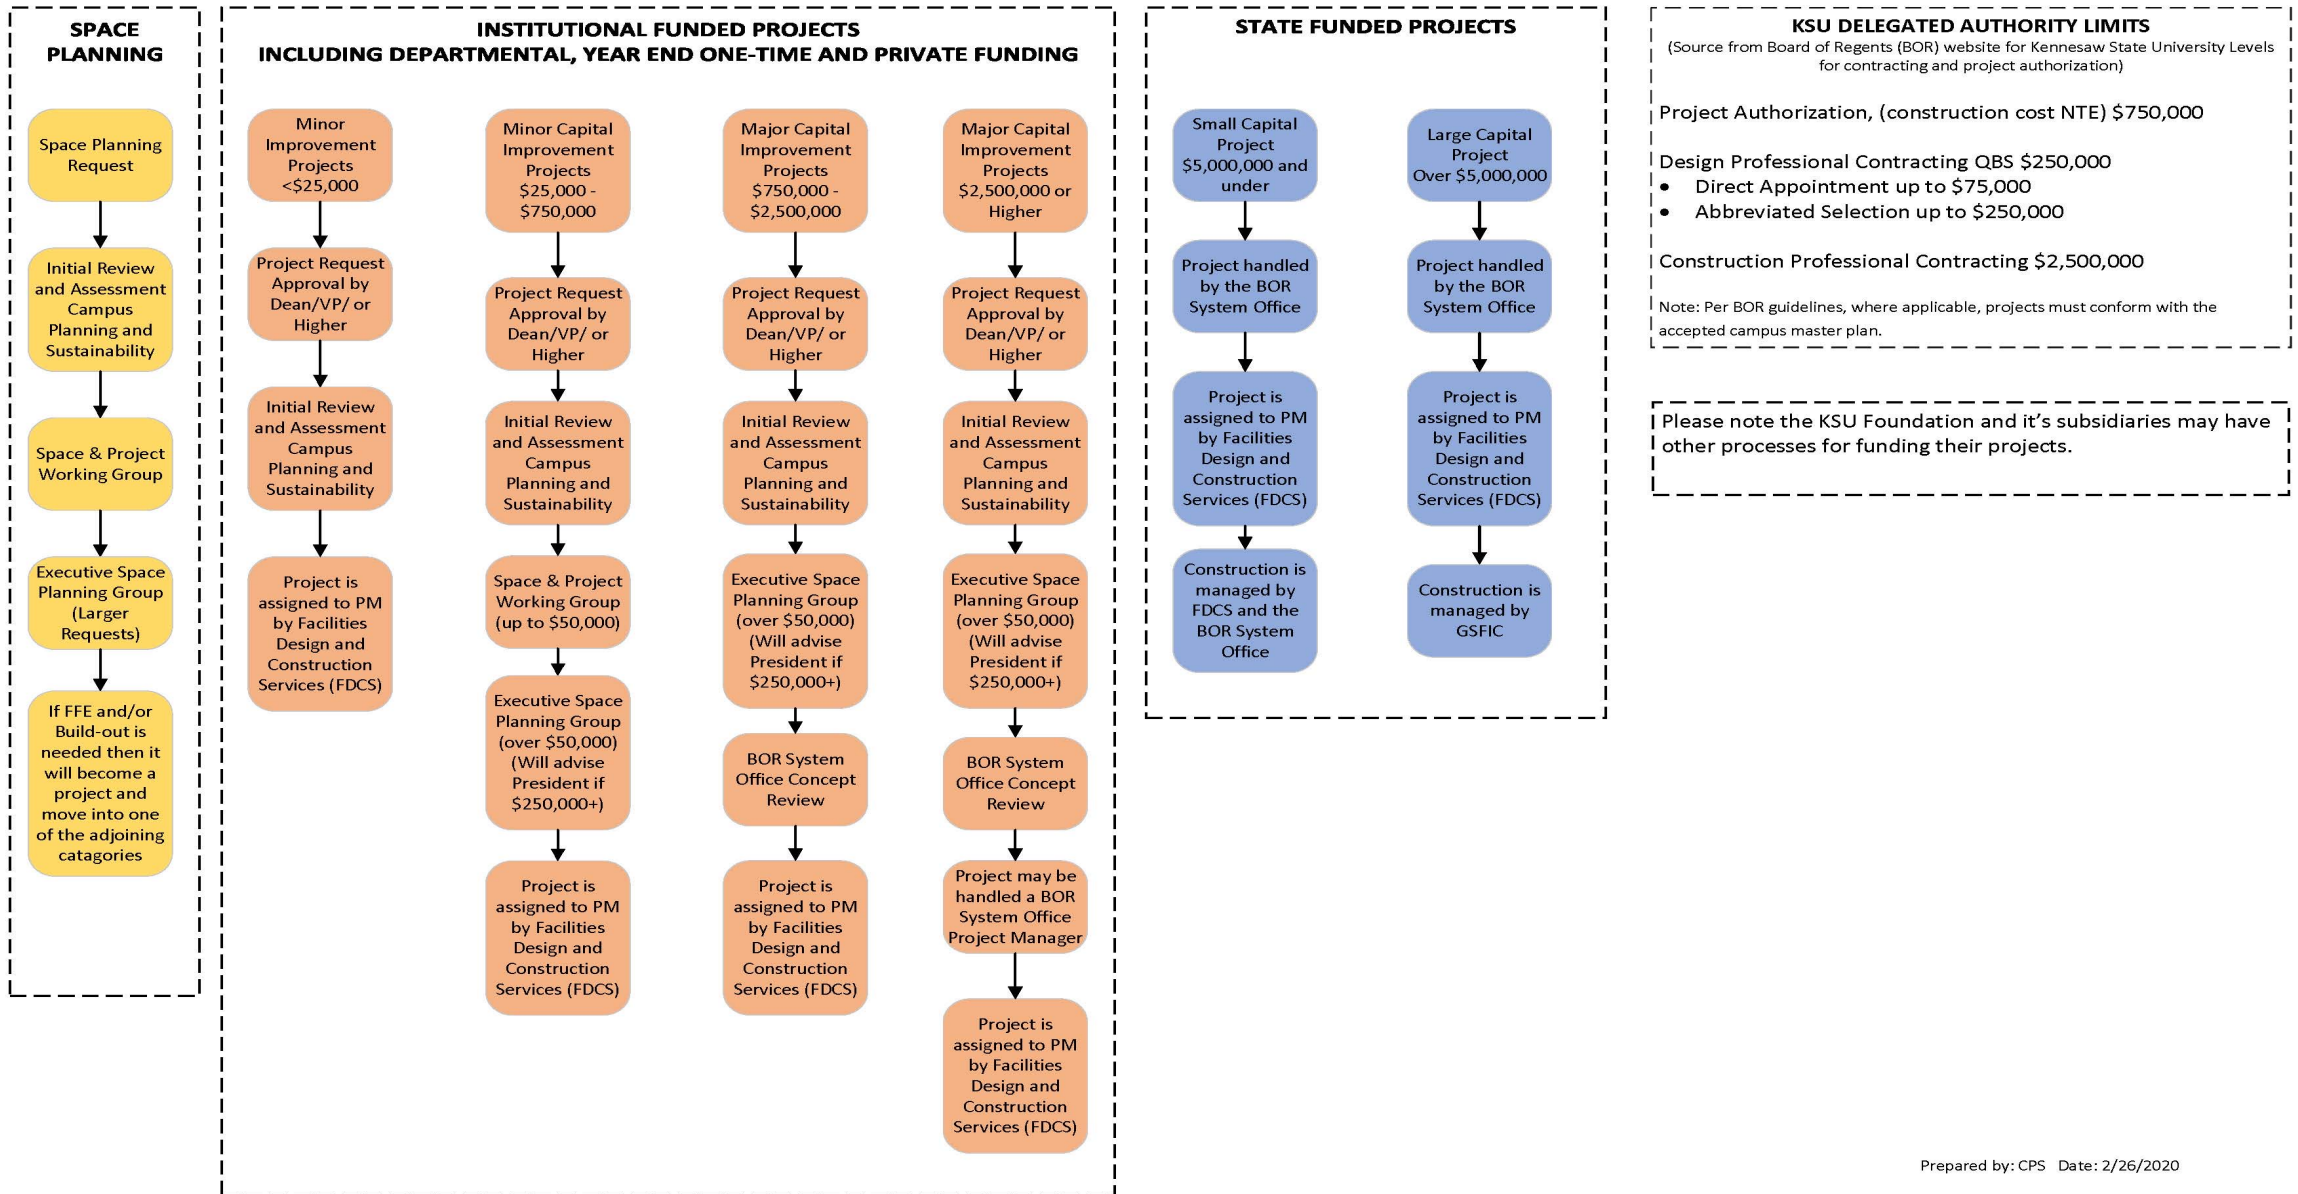 SPACE
PLANNING
Space Planning
Request
Initial Review
and Assessment
Campus
Planning and
Sustainability
Space & Project
Working Group
Executive Space
Planning Group
(Larger
Requests)
If FFE and/or
Build-out is
needed then it
will become a
project and
move into one
of the adjoining
catagories
INSTITUTIONAL FUNDED PROJECTS
INCLUDING DEPARTMENTAL, YEAR END ONE-TIME AND PRIVATE FUNDING
Minor
Improvement
Projects
<$25,000
Project Request
Approval by
Dean/VP/ or
Higher
Initial Review
and Assessment
Campus
Planning and
Sustainability
Project is
assigned to PM
by Facilities
Design and
Construction
Services (FDCS)
Minor Capital
Improvement
Projects
$25,000 -
$750,000
Project Request
Approval by
Dean/VP/ or
Higher
Initial Review
and Assessment
Campus
Planning and
Sustainability
Space & Project
Working Group
(up to $50,000)
Executive Space
Planning Group
(over $50,000)
(Will advise
President if
$250,000+)
Project is
assigned to PM
by Facilities
Design and
Construction
Services (FDCS)
Major Capital
Improvement
Projects
$750,000 -
$2,500,000
Project Request
Approval by
Dean/VP/ or
Higher
Initial Review
and Assessment
Campus
Planning and
Sustainability
Executive Space
Planning Group
(over $50,000)
(Will advise
President if
$250,000+)
BOR System
Office Concept
Review
Project is
assigned to PM
by Facilities
Design and
Construction
Services (FDCS)
Major Capital
Improvement
Projects
$2,500,000 or
Higher
Project Request
Approval by
Dean/VP/ or
Higher
Initial Review
and Assessment
Campus
Planning and
Sustainability
Executive Space
Planning Group
(over $50,000)
(Will advise
President if
$250,000+)
BOR System
Office Concept
Review
Project may be
handled a BOR
System Office
Project Manager
Project is
assigned to PM
by Facilities
Design and
Construction
Services (FDCS)
STATE FUNDED PROJECTS
Small Capital
Project
$5,000,000 and
under
Project handled
by the BOR
System Office
Project is
assigned to PM
by Facilities
Design and
Construction
Services (FDCS)
Construction is
managed by
FDCS and the
BOR System
Office
Large Capital
Project
Over $5,000,000
Project handled
by the BOR
System Office
Project is
assigned to PM
by Facilities
Design and
Construction
Services (FDCS)
Construction is
managed by
GSFIC
KSU DELEGATED AUTHORITY LIMITS
(Source from Board of Regents (BOR) website for Kennesaw State University Levels
for contracting and project authorization)
Project Authorization, (construction cost NTE) $750,000
Design Professional Contracting QBS $250,000
• Direct Appointment up to $75,000
• Abbreviated Selection up to $250,000
Construction Professional Contracting $2,500,000
Note: Per BOR guidelines, where applicable, projects must conform with the
accepted campus master plan.
Please note the KSU Foundation and it's subsidiaries may have
other processes for funding their projects.
Prepared by: CPS Date: 2/26/2020